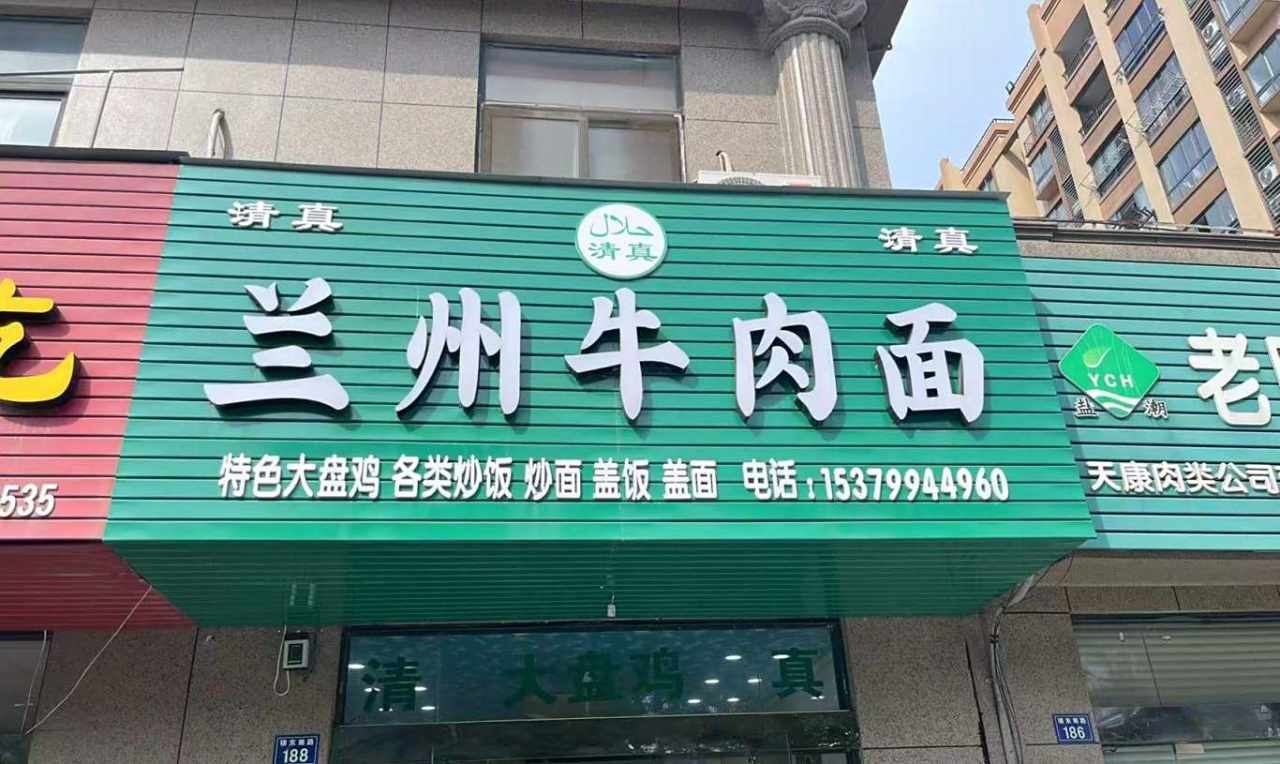 清真
حلال
清真
清真
兰州牛肉面
特色大盘鸡 各类炒饭 炒面 盖饭 盖面 电话:15379944960
吃
535
YCH
盐潮
老
天康肉类公司
清 大盘鸡 真
188
186